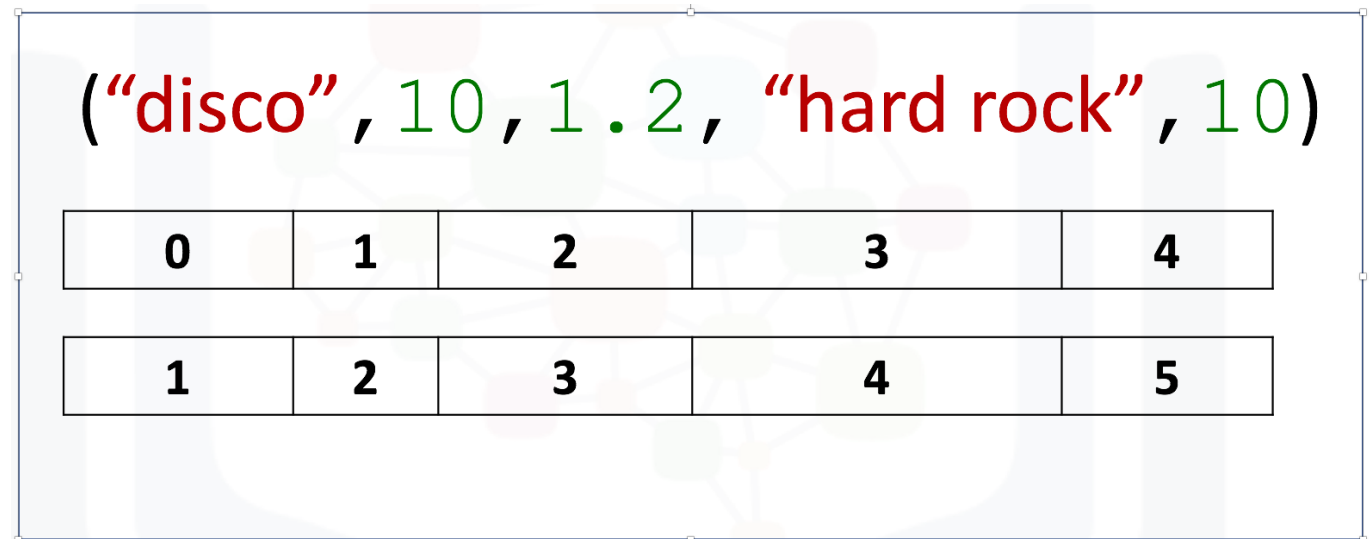 (“disco”,10,1.2, “hard rock”,10)
0 1 2 3 4
1 2 3 4 5